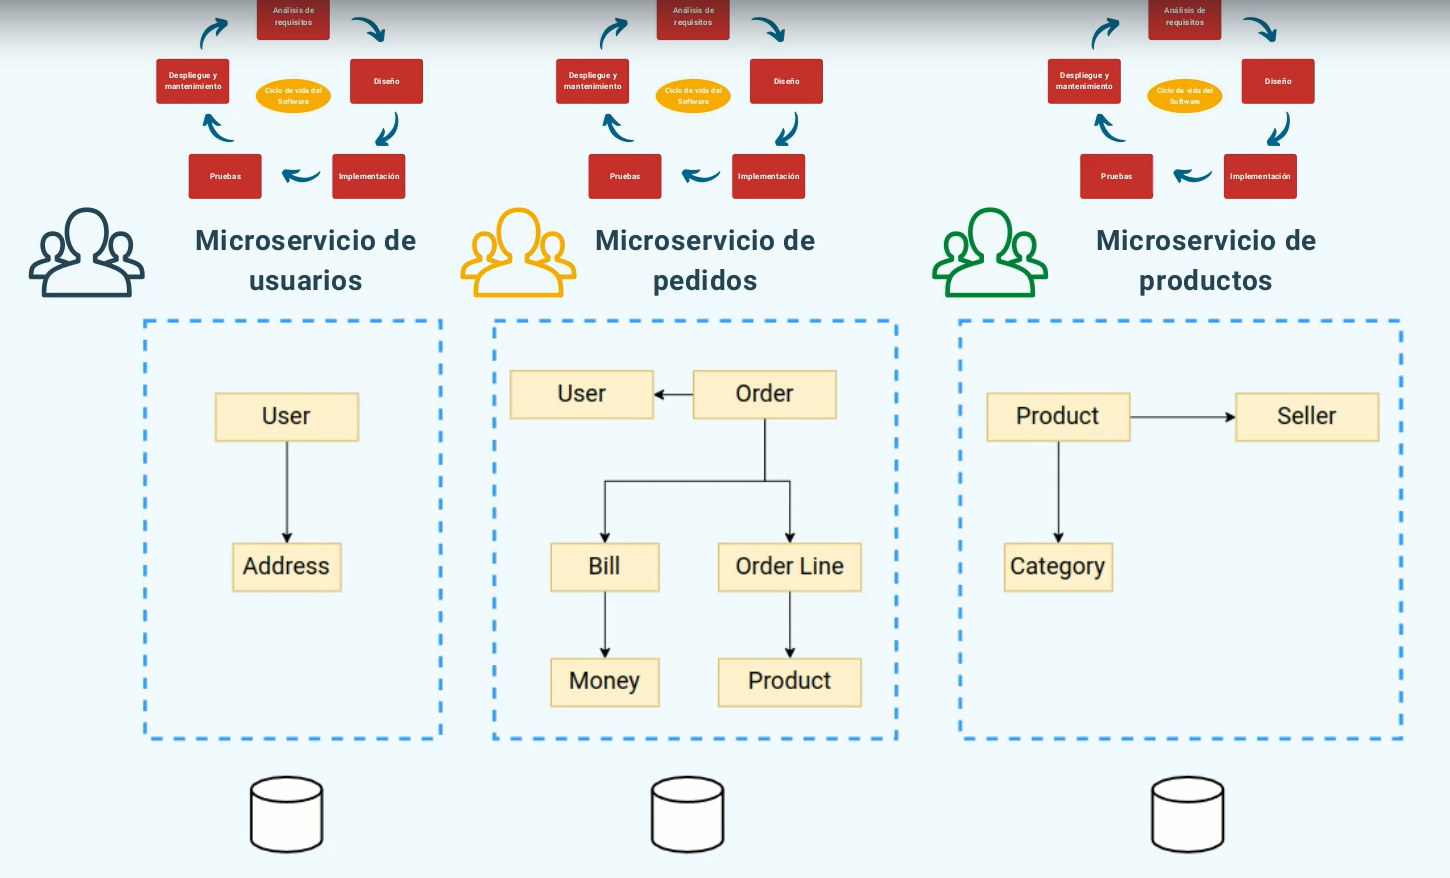 Análisis de
requisitos
Despliegue y
mantenimiento
Ciclo de vida del
Software
Diseño
Pruebas
Implementación
Análisis de
requisitos
Despliegue y
mantenimiento
Ciclo de vida del
Software
Diseño
Pruebas
Implementación
Análisis de
requisitos
Despliegue y
mantenimiento
Ciclo de vida del
Software
Diseño
Pruebas
Implementación
Microservicio de
usuarios
Microservicio de
pedidos
Microservicio de
productos
User
Address
User
Order
Bill
Order Line
Money
Product
Product
Seller
Category